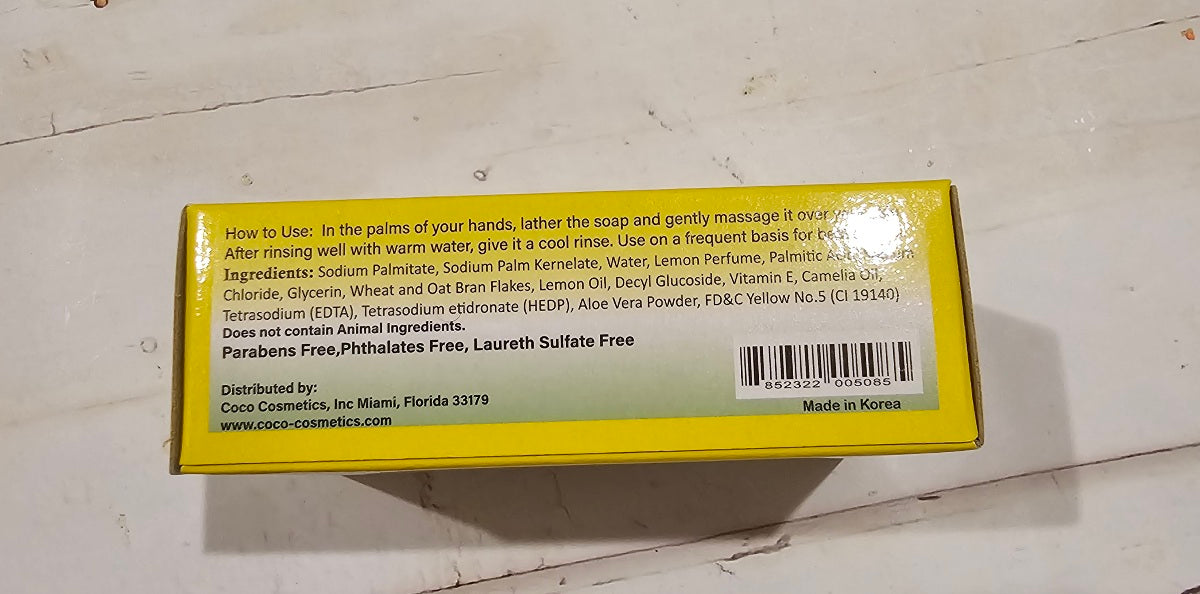 How to Use: In the palms of your hands, lather the soap and gently massage it over
After rinsing well with warm water, give it a cool rinse. Use on a frequent basis for
Ingredients: Sodium Palmitate, Sodium Palm Kernelate, Water, Lemon Perfume, Palmitic
Chloride, Glycerin, Wheat and Oat Bran Flakes, Lemon Oil, Decyl Glucoside, Vitamin E, Camelia Oil,
Tetrasodium (EDTA), Tetrasodium etidronate (HEDP), Aloe Vera Powder, FD&C Yellow No.5 (CI 19140)
Does not contain Animal Ingredients.
Parabens Free,Phthalates Free, Laureth Sulfate Free
Distributed by:
Coco Cosmetics, Inc Miami, Florida 33179
www.coco-cosmetics.com
852322 005085
Made in Korea